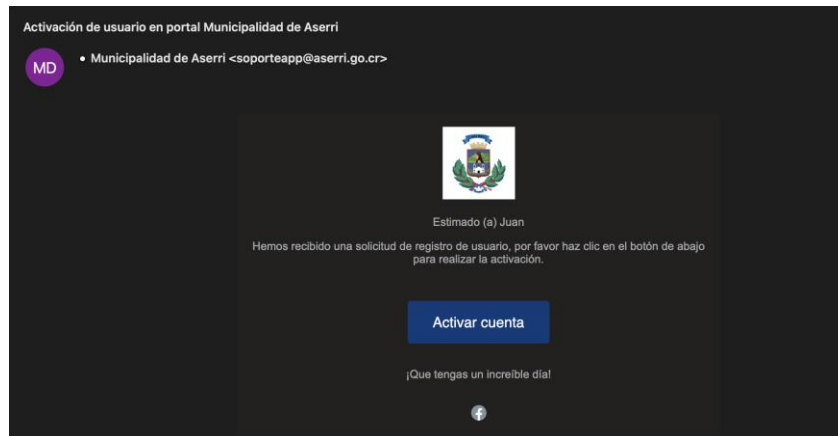 Activación de usuario en portal Municipalidad de Aserri
MD
• Municipalidad de Aserri <soporteapp@aserri.go.cr>
Estimado (a) Juan
Hemos recibido una solicitud de registro de usuario, por favor haz clic en el botón de abajo
para realizar la activación.
Activar cuenta
¡Que tengas un increíble día!